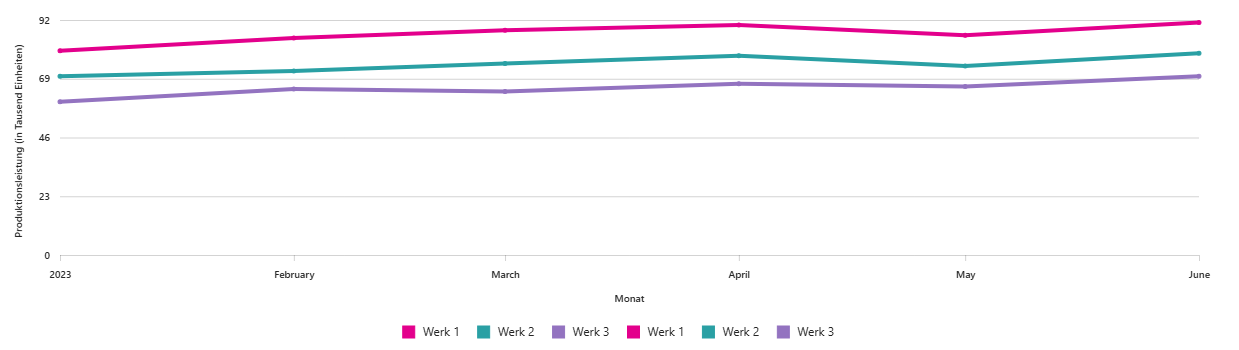 Produktionsleistung (in Tausend Einheiten)
92
69
46
23
0
2023 February March April May June
Monat
Werk 1 Werk 2 Werk 3 Werk 1 Werk 2 Werk 3